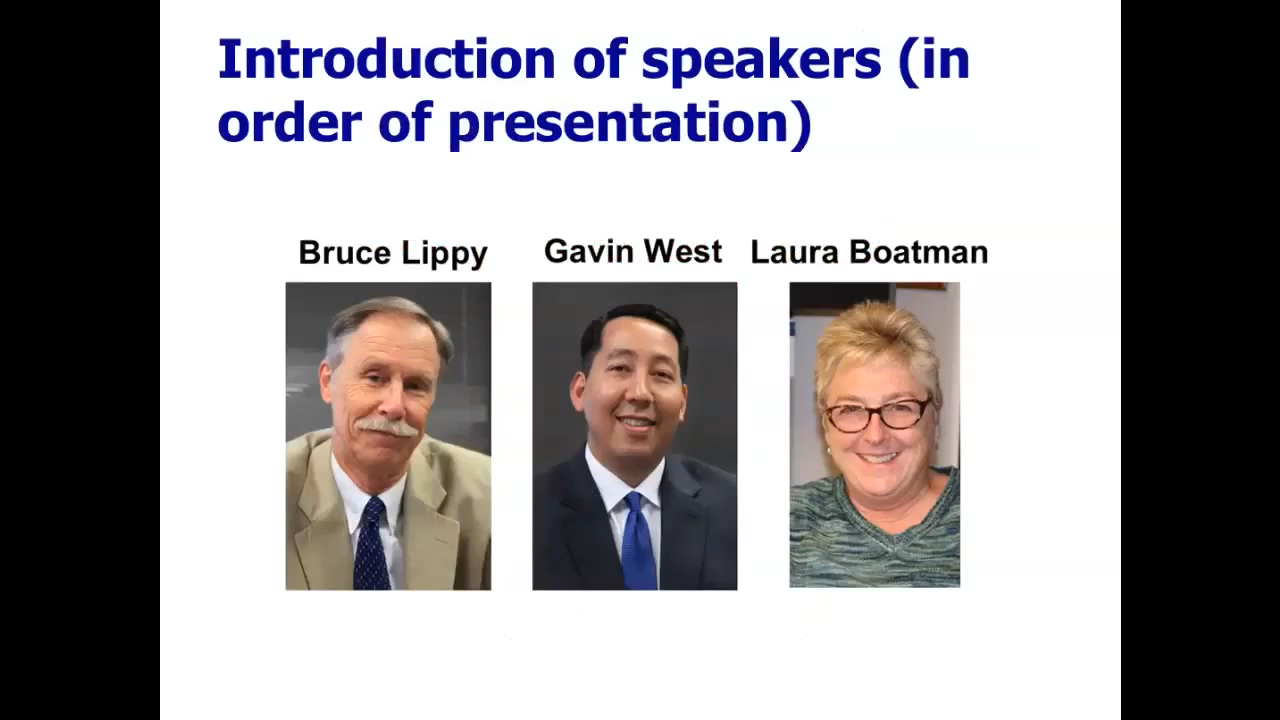 Introduction of speakers (in
order of presentation)
Bruce Lippy
Gavin West
Laura Boatman